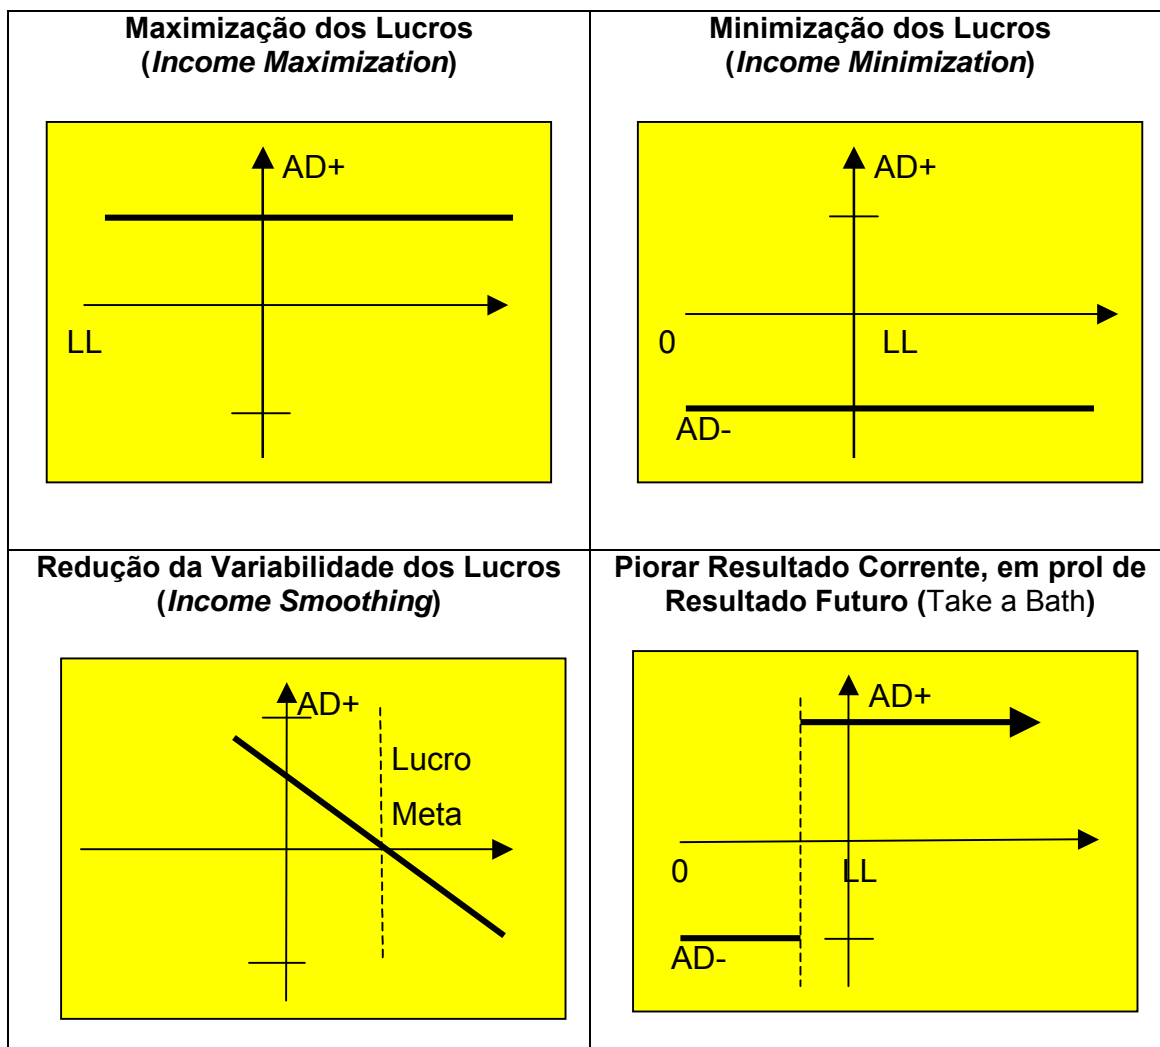 Maximização dos Lucros
(Income Maximization)
AD+
LL
Minimização dos Lucros
(Income Minimization)
AD+
0
LL
AD-
Redução da Variabilidade dos Lucros
(Income Smoothing)
AD+
Lucro
Meta
Piorar Resultado Corrente, em prol de
Resultado Futuro (Take a Bath)
AD+
0
LL
AD-